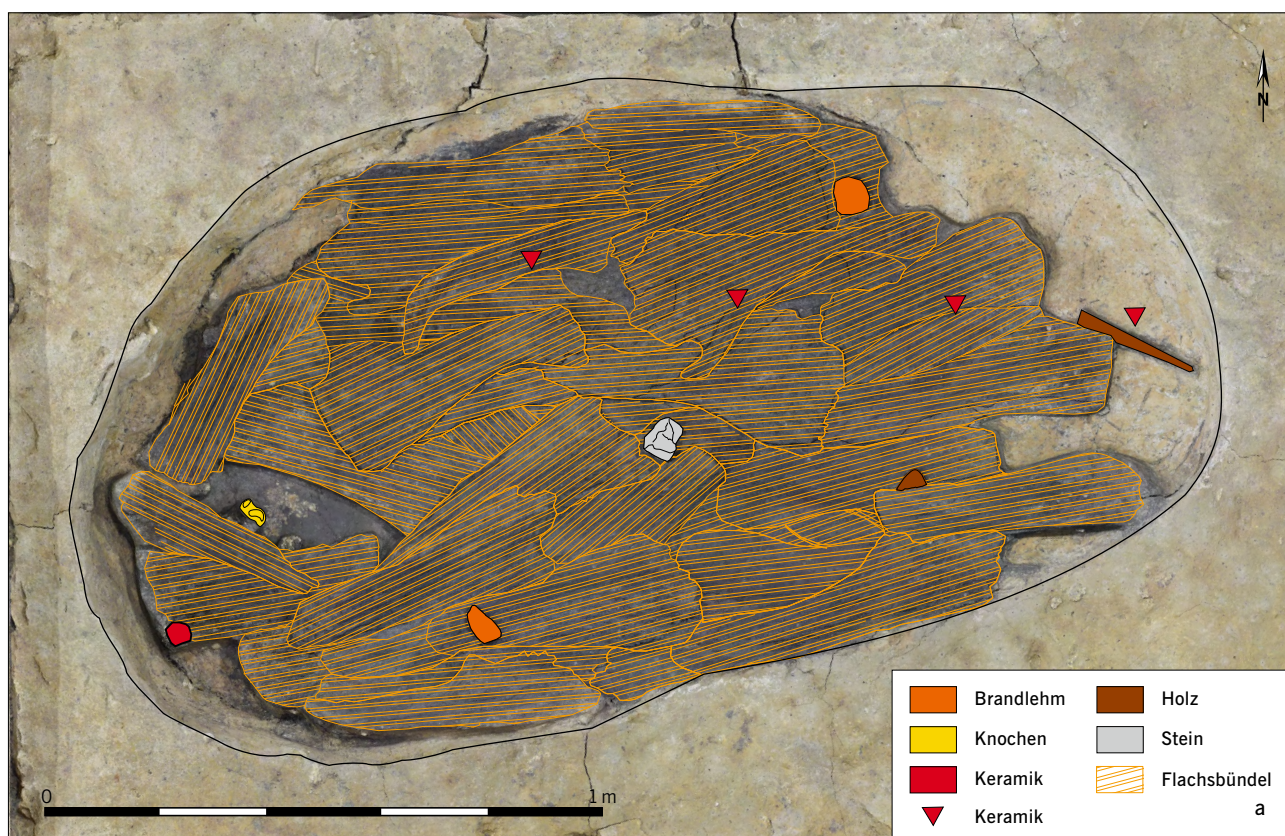 N
Brandlehm
Holz
Knochen
Stein
Keramik
Flachsbündel
Keramik
a
0
1 m